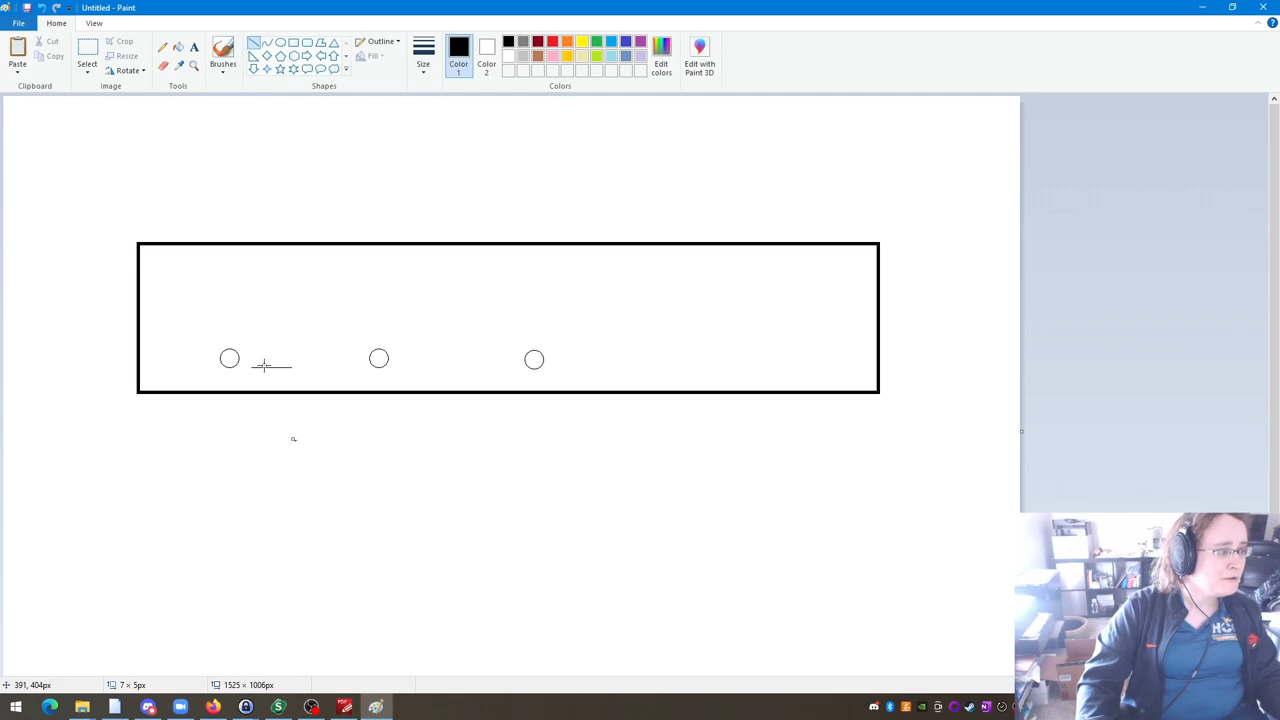 Untitled - Paint
File
Home
View
Paste
Cut
Copy
Clipboard
Select
Crop
Resize
Rotate
Image
Tools
Brushes
Shapes
Outline
Fill
Size
Color 1
Color 2
Edit colors
Colors
Edit with Paint 3D
391, 404px
7 × 5px
1525 × 1006px